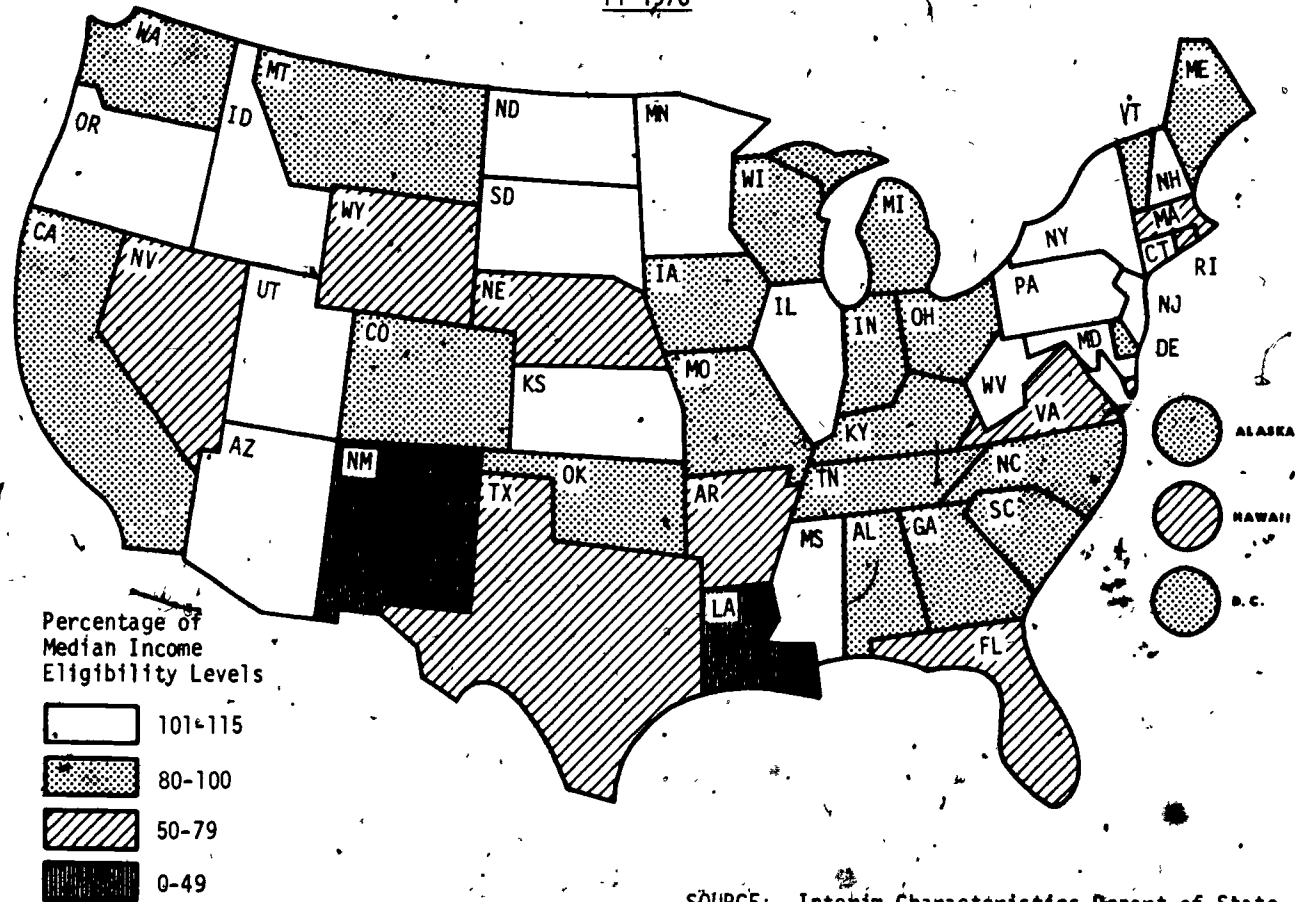 FY 1976
WA
MT
ND
MN
ME
VT
OR
ID
SD
WI
MI
NH
MA
WY
NY
CT
RI
CA
NV
UT
NE
IA
IL
IN
OH
PA
NJ
MD
DE
CO
KS
MO
WV
VA
KY
AZ
NM
OK
TN
NC
ALASKA
TX
AR
MS
AL
GA
SC
HAWAII
LA
FL
D.C.
Percentage of
Median Income
Eligibility Levels
101-115
80-100
50-79
0-49
SOURCE: Interim Characteristics Report of State